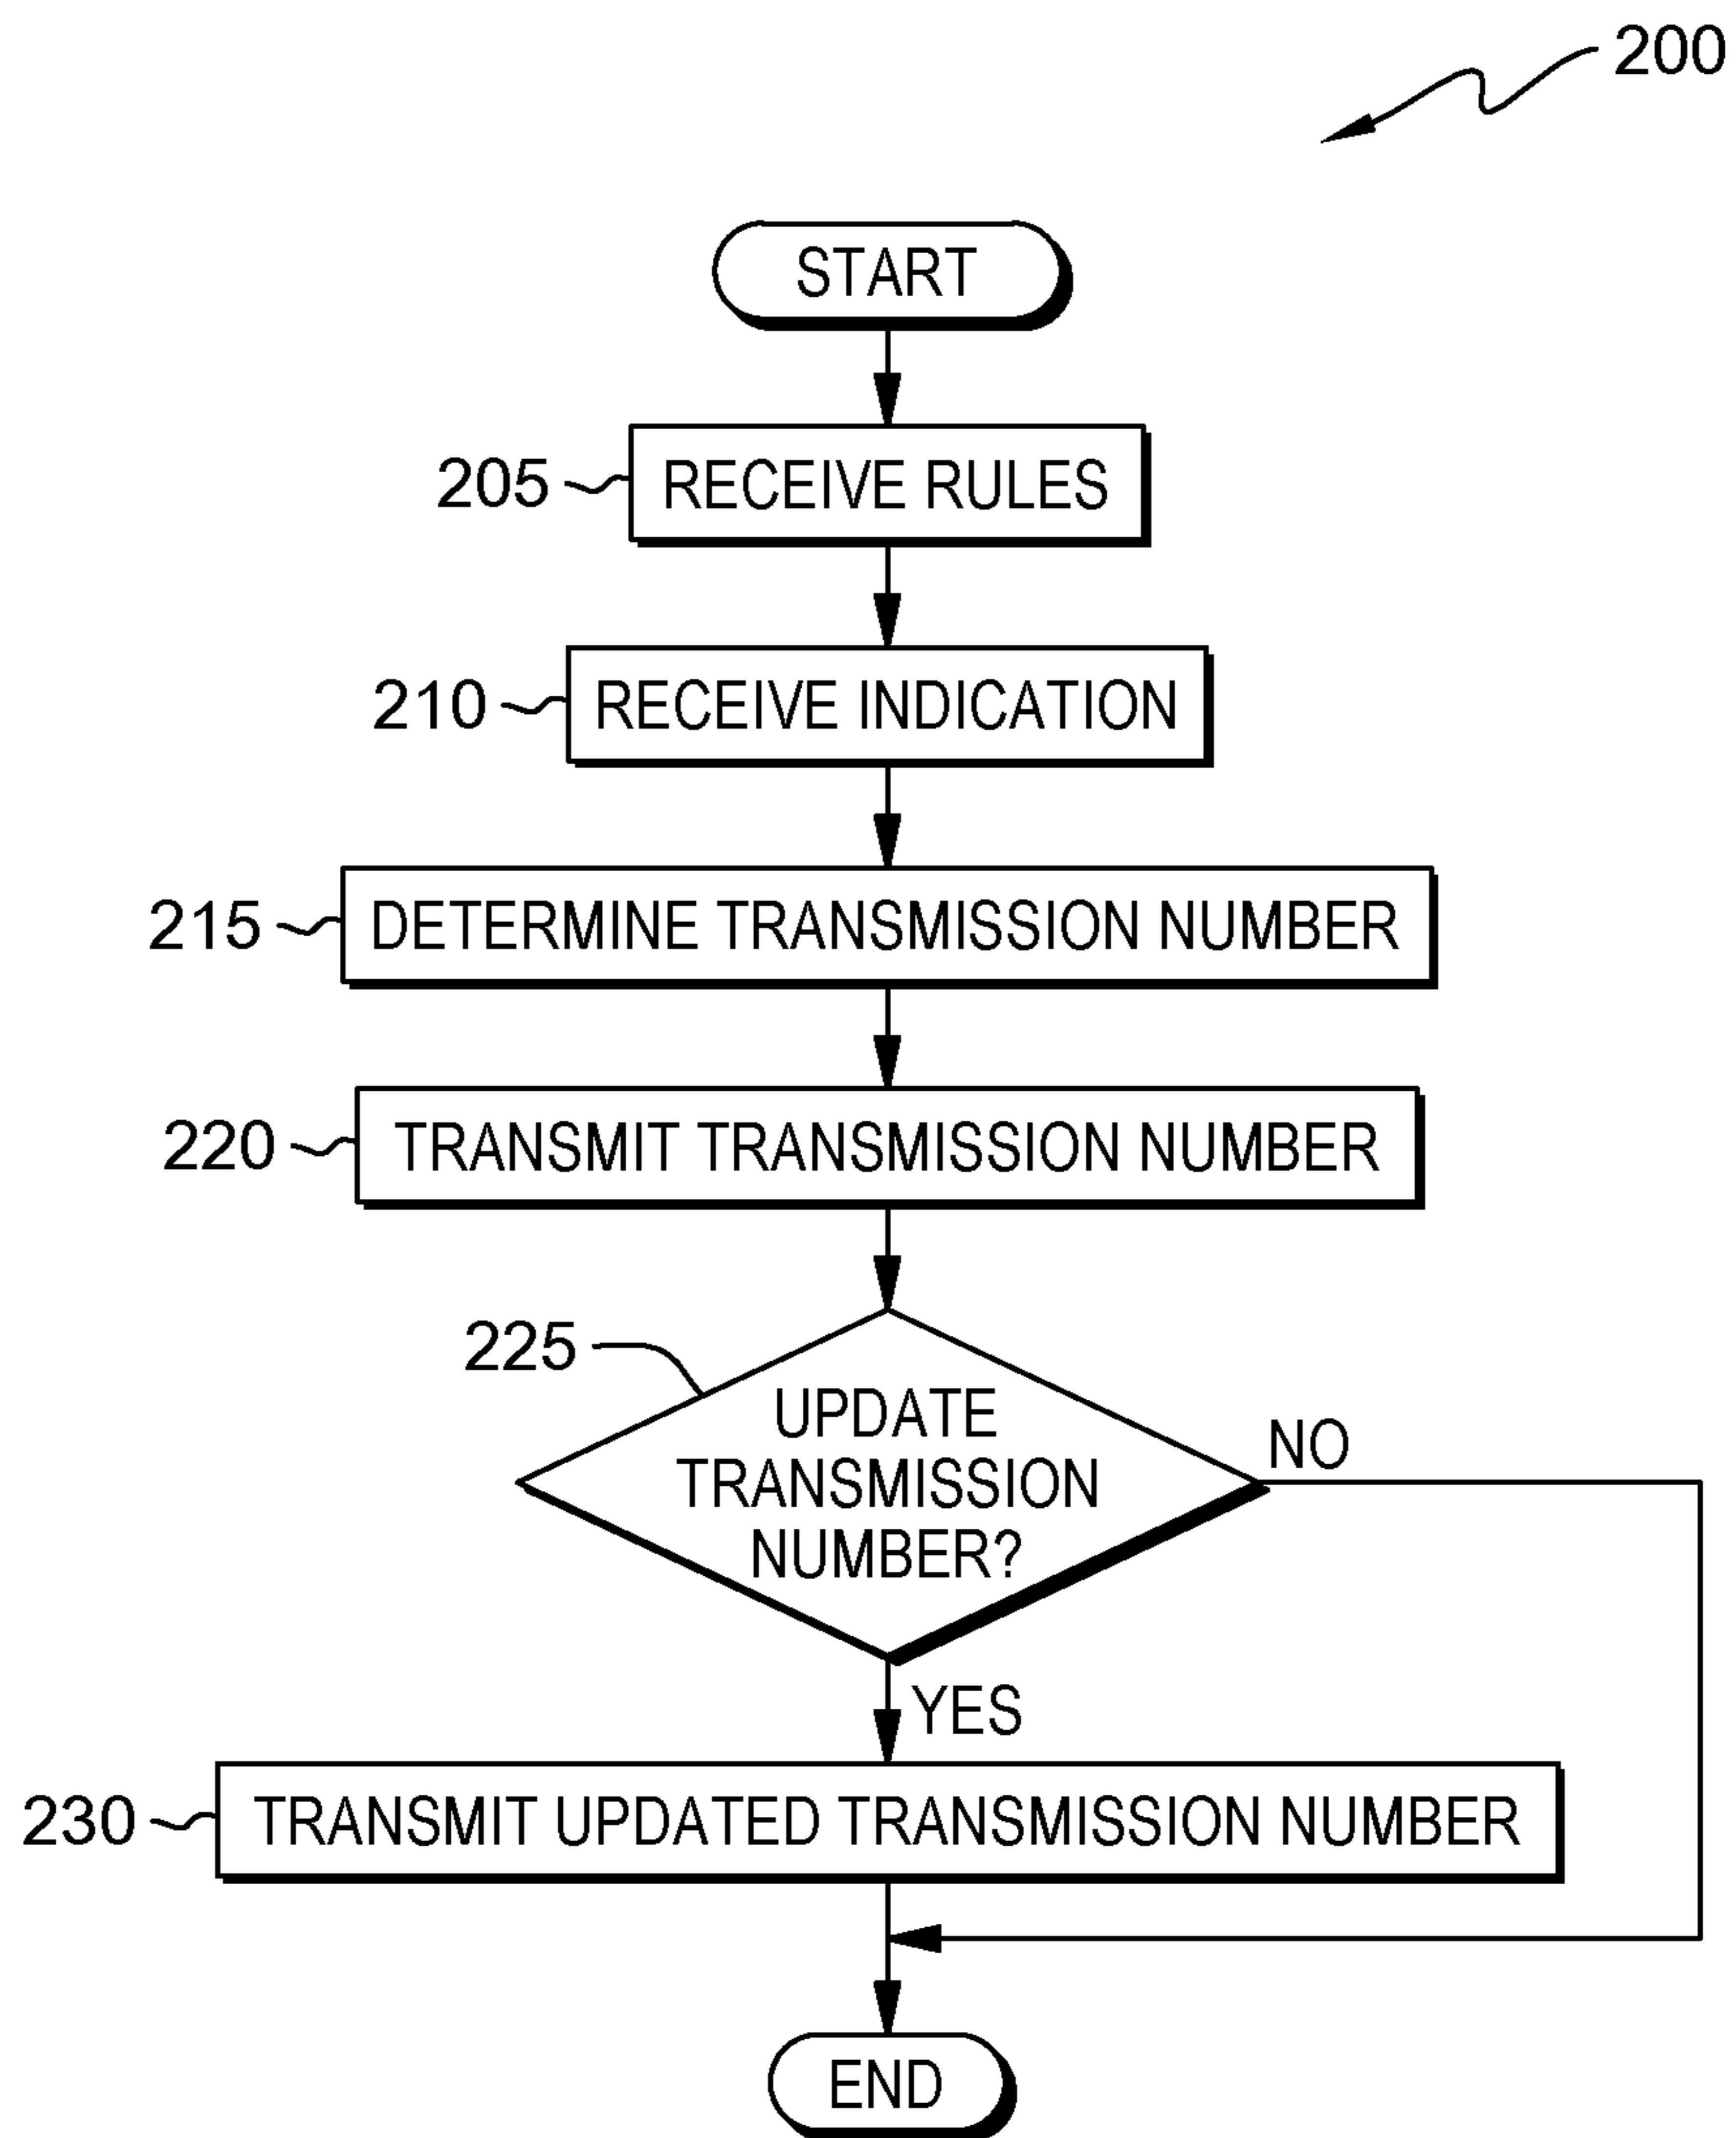 200
START
205
RECEIVE RULES
210
RECEIVE INDICATION
215
DETERMINE TRANSMISSION NUMBER
220
TRANSMIT TRANSMISSION NUMBER
225
UPDATE
TRANSMISSION
NUMBER?
NO
YES
230
TRANSMIT UPDATED TRANSMISSION NUMBER
END